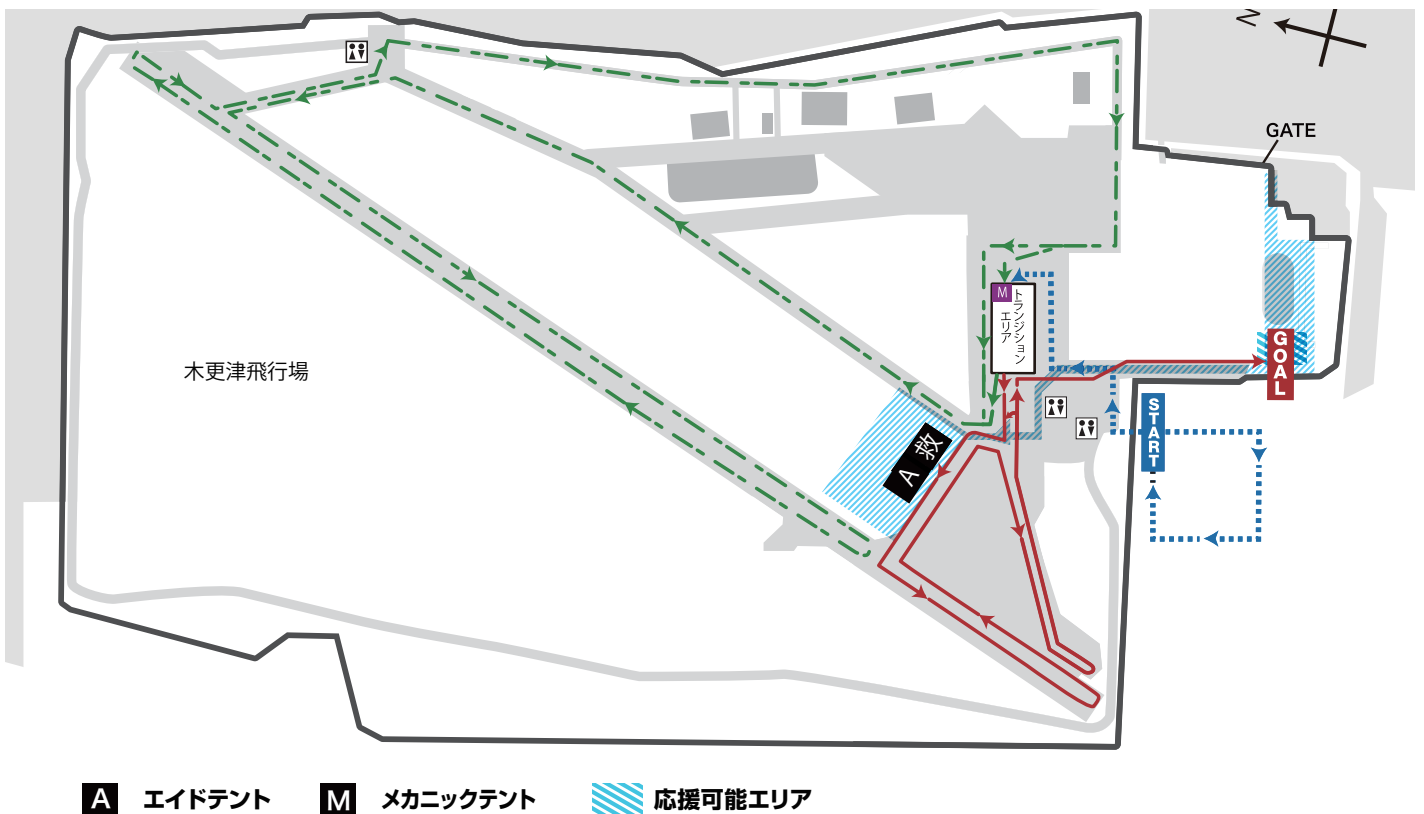 N
GATE
M
トランジション
エリア
木更津飛行場
GOAL
START
A 救
A エイドテント
M メカニックテント
応援可能エリア